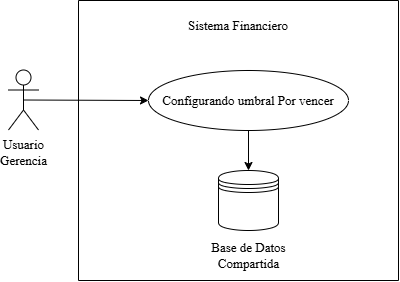 Sistema Financiero
Configurando umbral Por vencer
Usuario
Gerencia
Base de Datos
Compartida